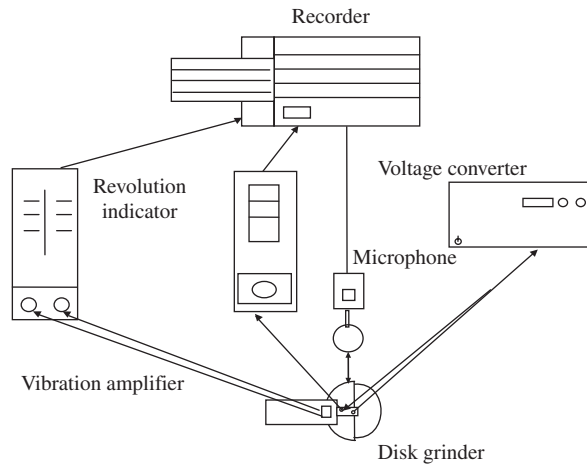 Recorder
Voltage converter
Revolution
indicator
Microphone
Vibration amplifier
Disk grinder